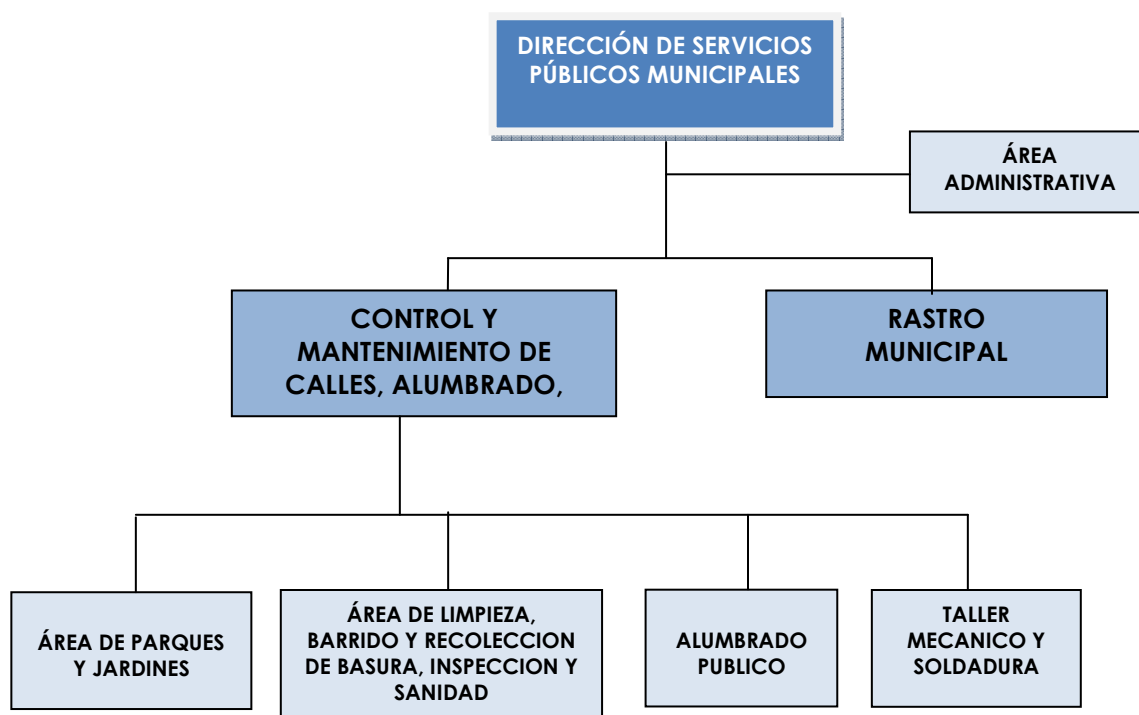 DIRECCIÓN DE SERVICIOS
PÚBLICOS MUNICIPALES
ÁREA
ADMINISTRATIVA
CONTROL Y
MANTENIMIENTO DE
CALLES, ALUMBRADO,
RASTRO
MUNICIPAL
ÁREA DE PARQUES
Y JARDINES
ÁREA DE LIMPIEZA,
BARRIDO Y RECOLECCION
DE BASURA, INSPECCION Y
SANIDAD
ALUMBRADO
PUBLICO
TALLER
MECANICO Y
SOLDADURA